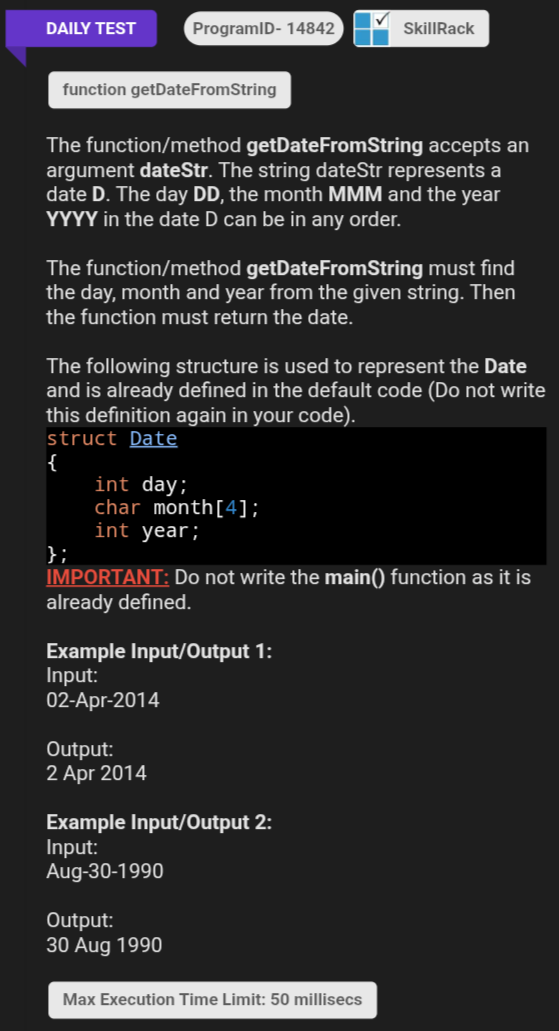 DAILY TEST
ProgramID- 14842
SkillRack
function getDateFromString
The function/method getDateFromString accepts an
argument dateStr. The string dateStr represents a
date D. The day DD, the month MMM and the year
YYYY in the date D can be in any order.
The function/method getDateFromString must find
the day, month and year from the given string. Then
the function must return the date.
The following structure is used to represent the Date
and is already defined in the default code (Do not write
this definition again in your code).
struct Date
{
    int day;
    char month[4];
    int year;
};
IMPORTANT: Do not write the main() function as it is
already defined.
Example Input/Output 1:
Input:
02-Apr-2014
Output:
2 Apr 2014
Example Input/Output 2:
Input:
Aug-30-1990
Output:
30 Aug 1990
Max Execution Time Limit: 50 millisecs